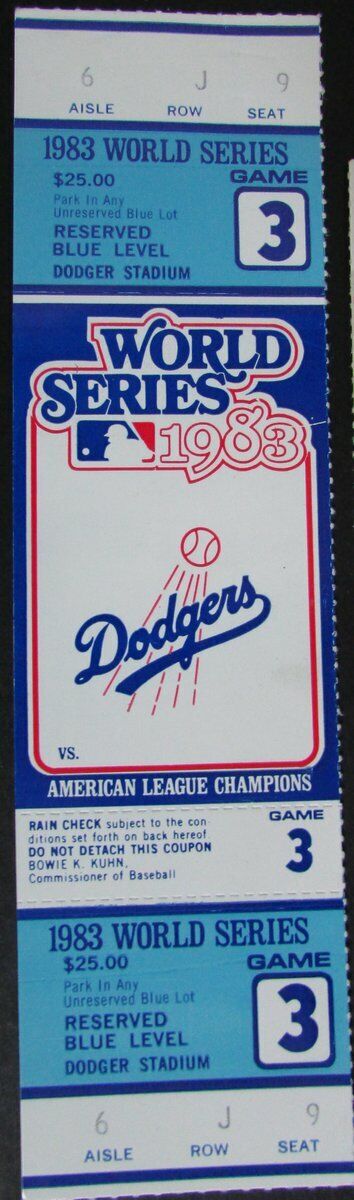 6 J 9
AISLE ROW SEAT
1983 WORLD SERIES
$25.00 GAME
Park In Any
Unreserved Blue Lot
RESERVED
BLUE LEVEL
DODGER STADIUM
3
WORLD
SERIES
1983
Dodgers
VS.
AMERICAN LEAGUE CHAMPIONS
RAIN CHECK subject to the con-
ditions set forth on back hereof.
DO NOT DETACH THIS COUPON
BOWIE K. KUHN,
Commissioner of Baseball
GAME
3
1983 WORLD SERIES
$25.00 GAME
Park In Any
Unreserved Blue Lot
RESERVED
BLUE LEVEL
DODGER STADIUM
3
6 J 9
AISLE ROW SEAT